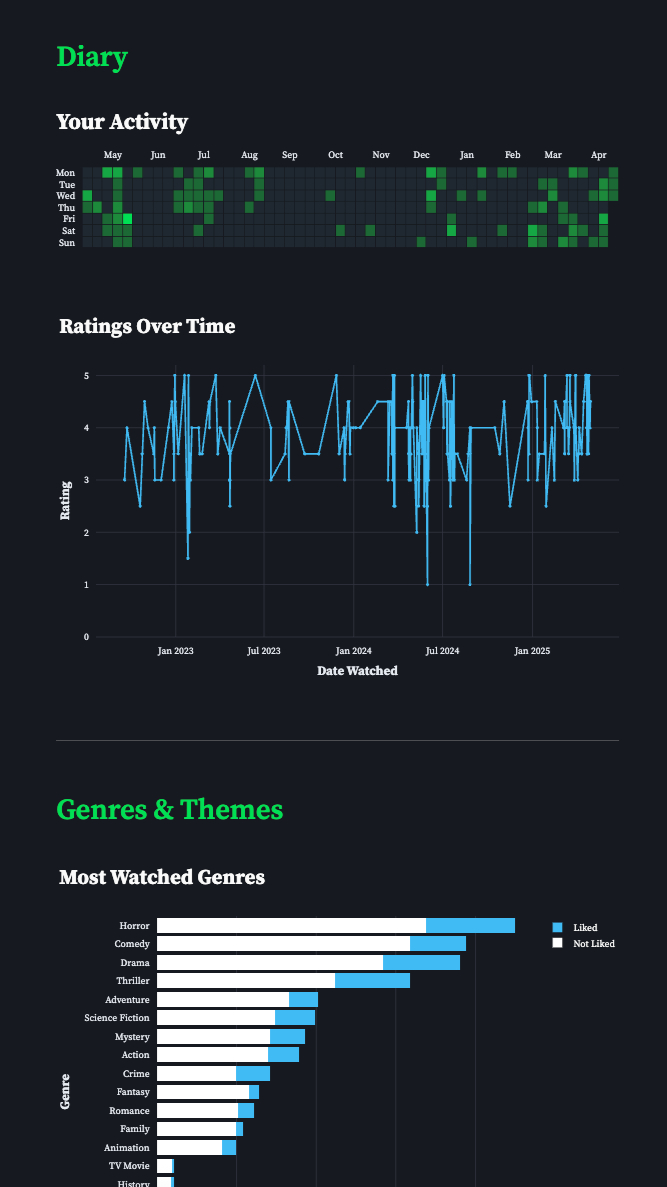 Diary
Your Activity
May Jun Jul Aug Sep Oct Nov Dec Jan Feb Mar Apr
Mon
Tue
Wed
Thu
Fri
Sat
Sun
Ratings Over Time
5
4
3
2
1
0
Rating
Jan 2023 Jul 2023 Jan 2024 Jul 2024 Jan 2025
Date Watched
Genres & Themes
Most Watched Genres
Horror
Comedy
Drama
Thriller
Adventure
Science Fiction
Mystery
Action
Crime
Fantasy
Romance
Family
Animation
TV Movie
History
Genre
Liked
Not Liked